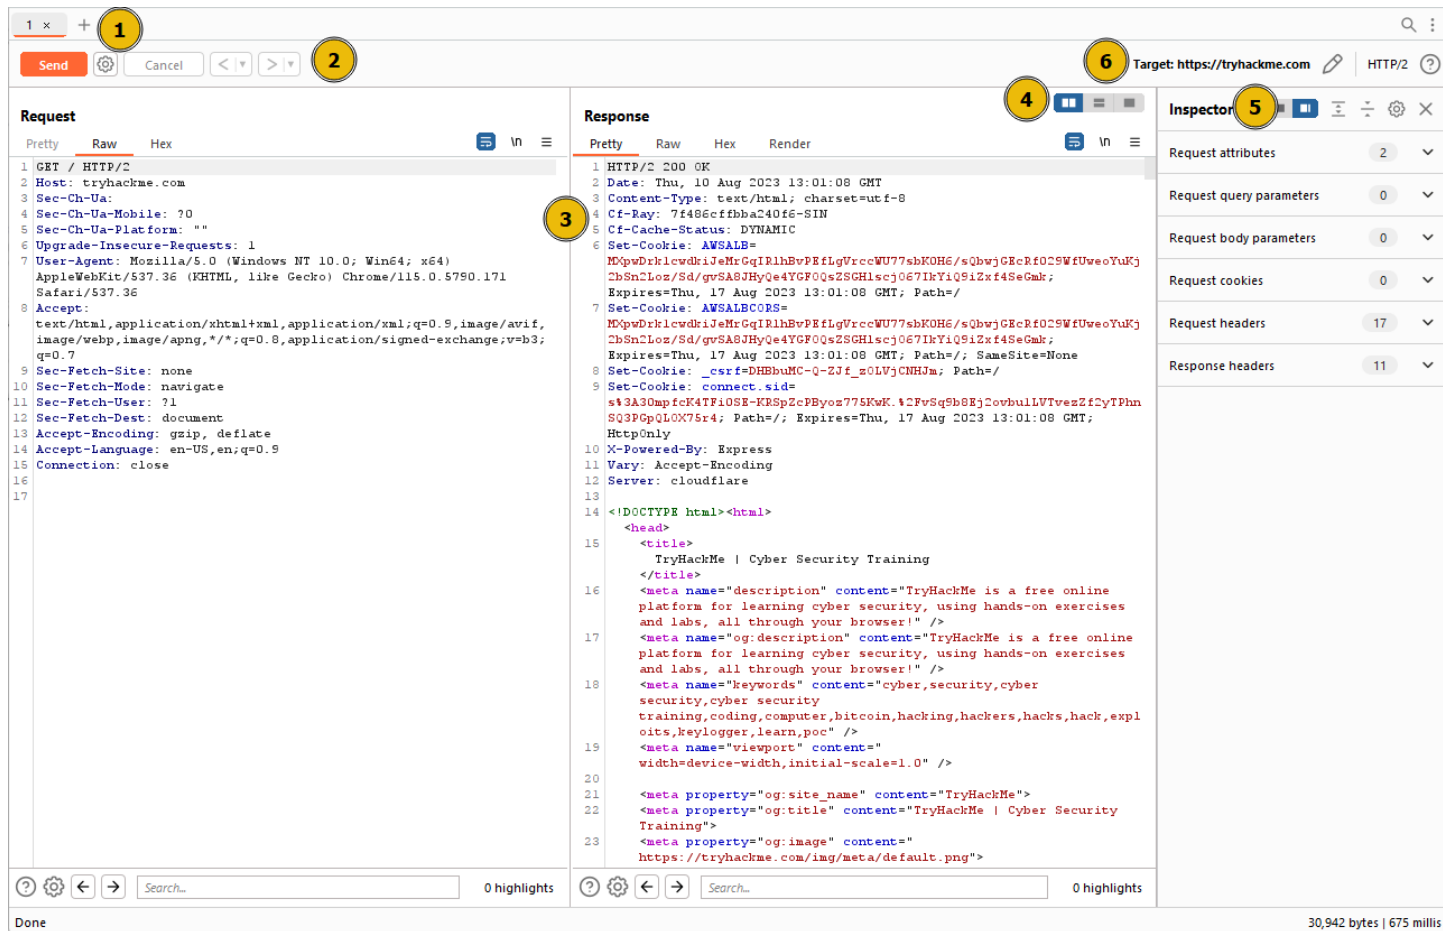 1 × +
1
Send Cancel < >
2
6
Target: https://tryhackme.com HTTP/2
Request
Pretty Raw Hex \n
1 GET / HTTP/2
2 Host: tryhackme.com
3 Sec-Ch-Ua:
4 Sec-Ch-Ua-Mobile: ?0
5 Sec-Ch-Ua-Platform: ""
6 Upgrade-Insecure-Requests: 1
7 User-Agent: Mozilla/5.0 (Windows NT 10.0; Win64; x64)
AppleWebKit/537.36 (KHTML, like Gecko) Chrome/115.0.5790.171
Safari/537.36
8 Accept:
text/html,application/xhtml+xml,application/xml;q=0.9,image/avif,
image/webp,image/apng,*/*;q=0.8,application/signed-exchange;v=b3;
q=0.7
9 Sec-Fetch-Site: none
10 Sec-Fetch-Mode: navigate
11 Sec-Fetch-User: ?1
12 Sec-Fetch-Dest: document
13 Accept-Encoding: gzip, deflate
14 Accept-Language: en-US,en;q=0.9
15 Connection: close
16
17
Search...
0 highlights
4
Response
Pretty Raw Hex Render \n
3
1 HTTP/2 200 OK
2 Date: Thu, 10 Aug 2023 13:01:08 GMT
3 Content-Type: text/html; charset=utf-8
4 Cf-Ray: 7f486cffbba240f6-SIN
5 Cf-Cache-Status: DYNAMIC
6 Set-Cookie: AWSALB=
Expires=Thu, 17 Aug 2023 13:01:08 GMT; Path=/
7 Set-Cookie: AWSALBCORS=
Expires=Thu, 17 Aug 2023 13:01:08 GMT; Path=/; SameSite=None
8 Set-Cookie: _csrf=DHBbuMC-Q-ZJf_z0LVjCNHJm; Path=/
9 Set-Cookie: connect.sid=
Path=/; Expires=Thu, 17 Aug 2023 13:01:08 GMT;
HttpOnly
10 X-Powered-By: Express
11 Vary: Accept-Encoding
12 Server: cloudflare
13
14 <!DOCTYPE html><html>
<head>
15 <title>
TryHackMe | Cyber Security Training
</title>
16 <meta name="description" content="TryHackMe is a free online
platform for learning cyber security, using hands-on exercises
and labs, all through your browser!" />
17 <meta name="og:description" content="TryHackMe is a free online
platform for learning cyber security, using hands-on exercises
and labs, all through your browser!" />
18 <meta name="keywords" content="cyber,security,cyber
security,cyber security
training,coding,computer,bitcoin,hacking,hackers,hacks,hack,expl
oits,keylogger,learn,poc" />
19 <meta name="viewport" content="
width=device-width,initial-scale=1.0" />
20
21 <meta property="og:site_name" content="TryHackMe">
22 <meta property="og:title" content="TryHackMe | Cyber Security
Training">
23 <meta property="og:image" content="
https://tryhackme.com/img/meta/default.png">
Search...
0 highlights
Inspector
5
Request attributes 2
Request query parameters 0
Request body parameters 0
Request cookies 0
Request headers 17
Response headers 11
Done
30,942 bytes | 675 millis